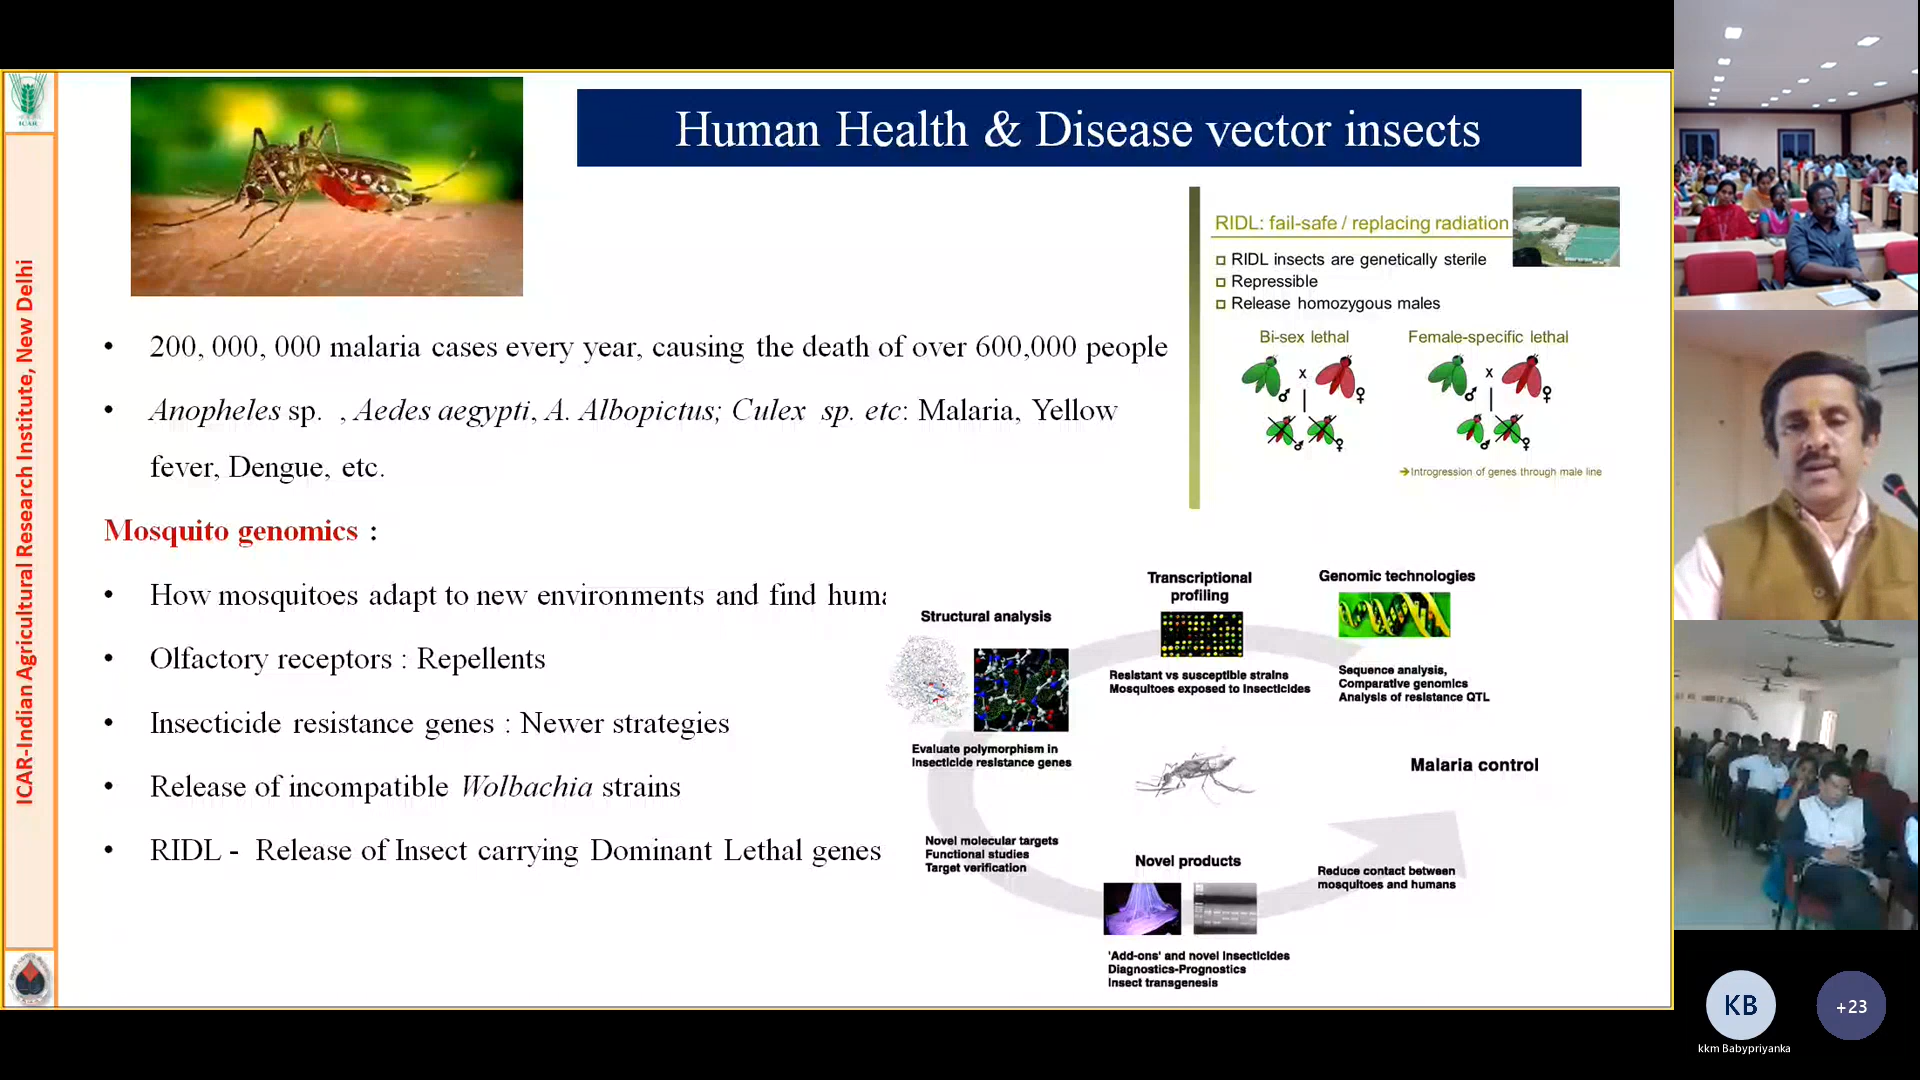 ICAR
ICAR-Indian Agricultural Research Institute, New Delhi
Human Health & Disease vector insects
RIDL: fail-safe / replacing radiation
RIDL insects are genetically sterile
Repressible
Release homozygous males
Bi-sex lethal
Female-specific lethal
x
♂
♀
x
♂
♀
♂
♀
♂
♀
➔Introgression of genes through male line
• 200, 000, 000 malaria cases every year, causing the death of over 600,000 people
• Anopheles sp. , Aedes aegypti, A. Albopictus; Culex sp. etc: Malaria, Yellow
fever, Dengue, etc.
Mosquito genomics :
• How mosquitoes adapt to new environments and find huma
• Olfactory receptors : Repellents
• Insecticide resistance genes : Newer strategies
• Release of incompatible Wolbachia strains
• RIDL - Release of Insect carrying Dominant Lethal genes
Structural analysis
Evaluate polymorphism in
insecticide resistance genes
Transcriptional
profiling
Resistant vs susceptible strains
Mosquitoes exposed to insecticides
Genomic technologies
Sequence analysis,
Comparative genomics
Analysis of resistance QTL
Malaria control
Novel molecular targets
Functional studies
Target verification
Novel products
'Add-ons' and novel insecticides
Diagnostics-Prognostics
Insect transgenesis
Reduce contact between
mosquitoes and humans
KB
kkm Babypriyanka
+23